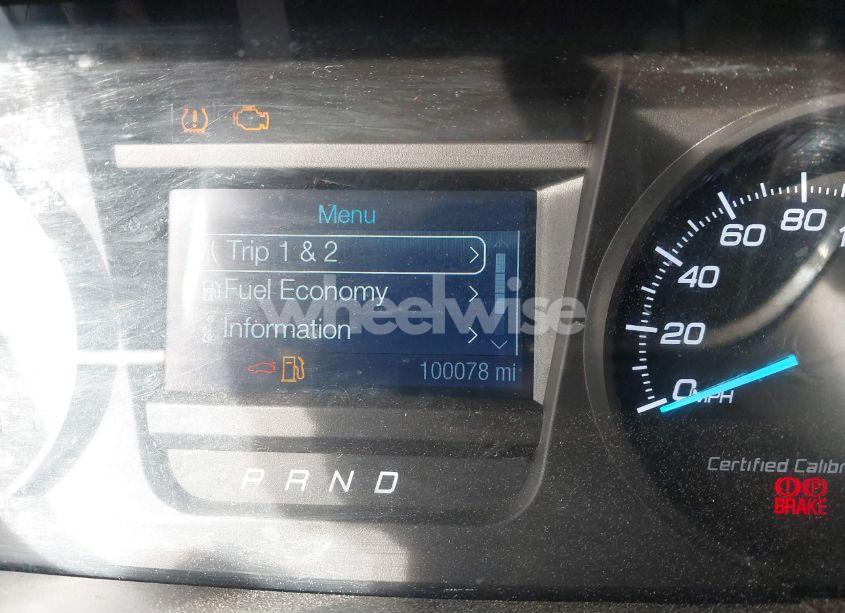 Menu
Trip 1 & 2
Fuel Economy
Information
wheelwise
100078 mi
P R N D
0 MPH
20
40
60
80
Certified Calibr
BRAKE